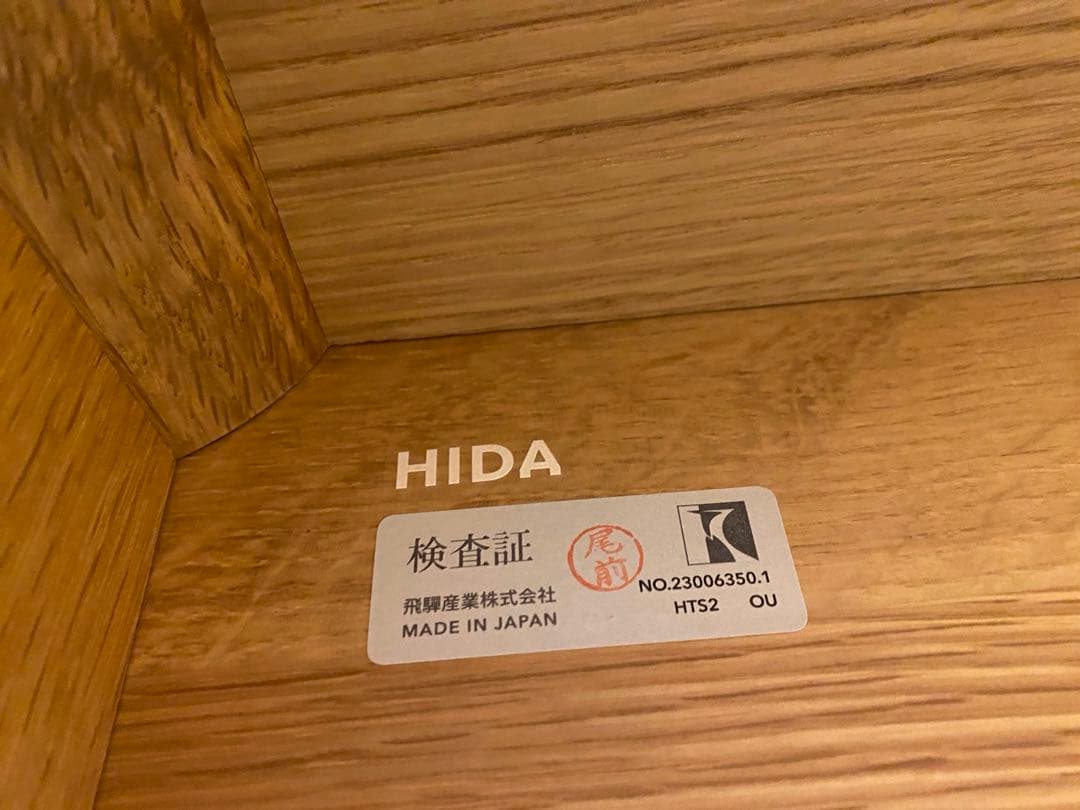 HIDA
検査証
尾前
飛驒産業株式会社
MADE IN JAPAN
NO.23006350.1
HTS2 OU